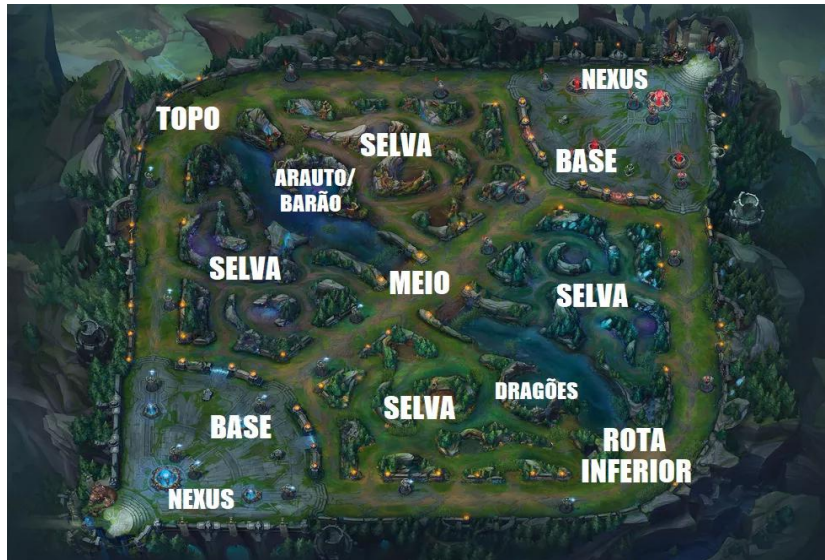 NEXUS
TOPO
SELVA
BASE
ARAUTO/
BARÃO
SELVA
MEIO
SELVA
DRAGÕES
SELVA
BASE
ROTA
INFERIOR
NEXUS